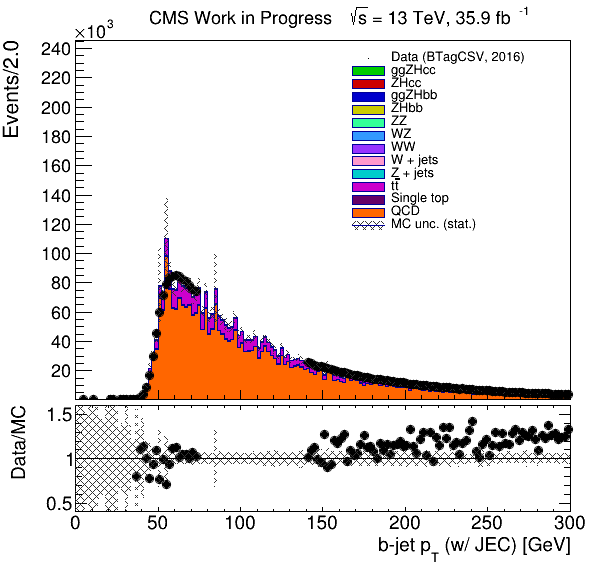 CMS Work in Progress √s = 13 TeV, 35.9 fb⁻¹
×10³
Events/2.0
240
220
200
180
160
140
120
100
80
60
40
20
Data (BTagCSV, 2016)
ggZHcc
ZHcc
ggZHbb
ZHbb
ZZ
WZ
WW
W + jets
Z + jets
tt̅
Single top
QCD
MC unc. (stat.)
Data/MC
1.5
1
0.5
0 50 100 150 200 250 300
b-jet p_T (w/ JEC) [GeV]